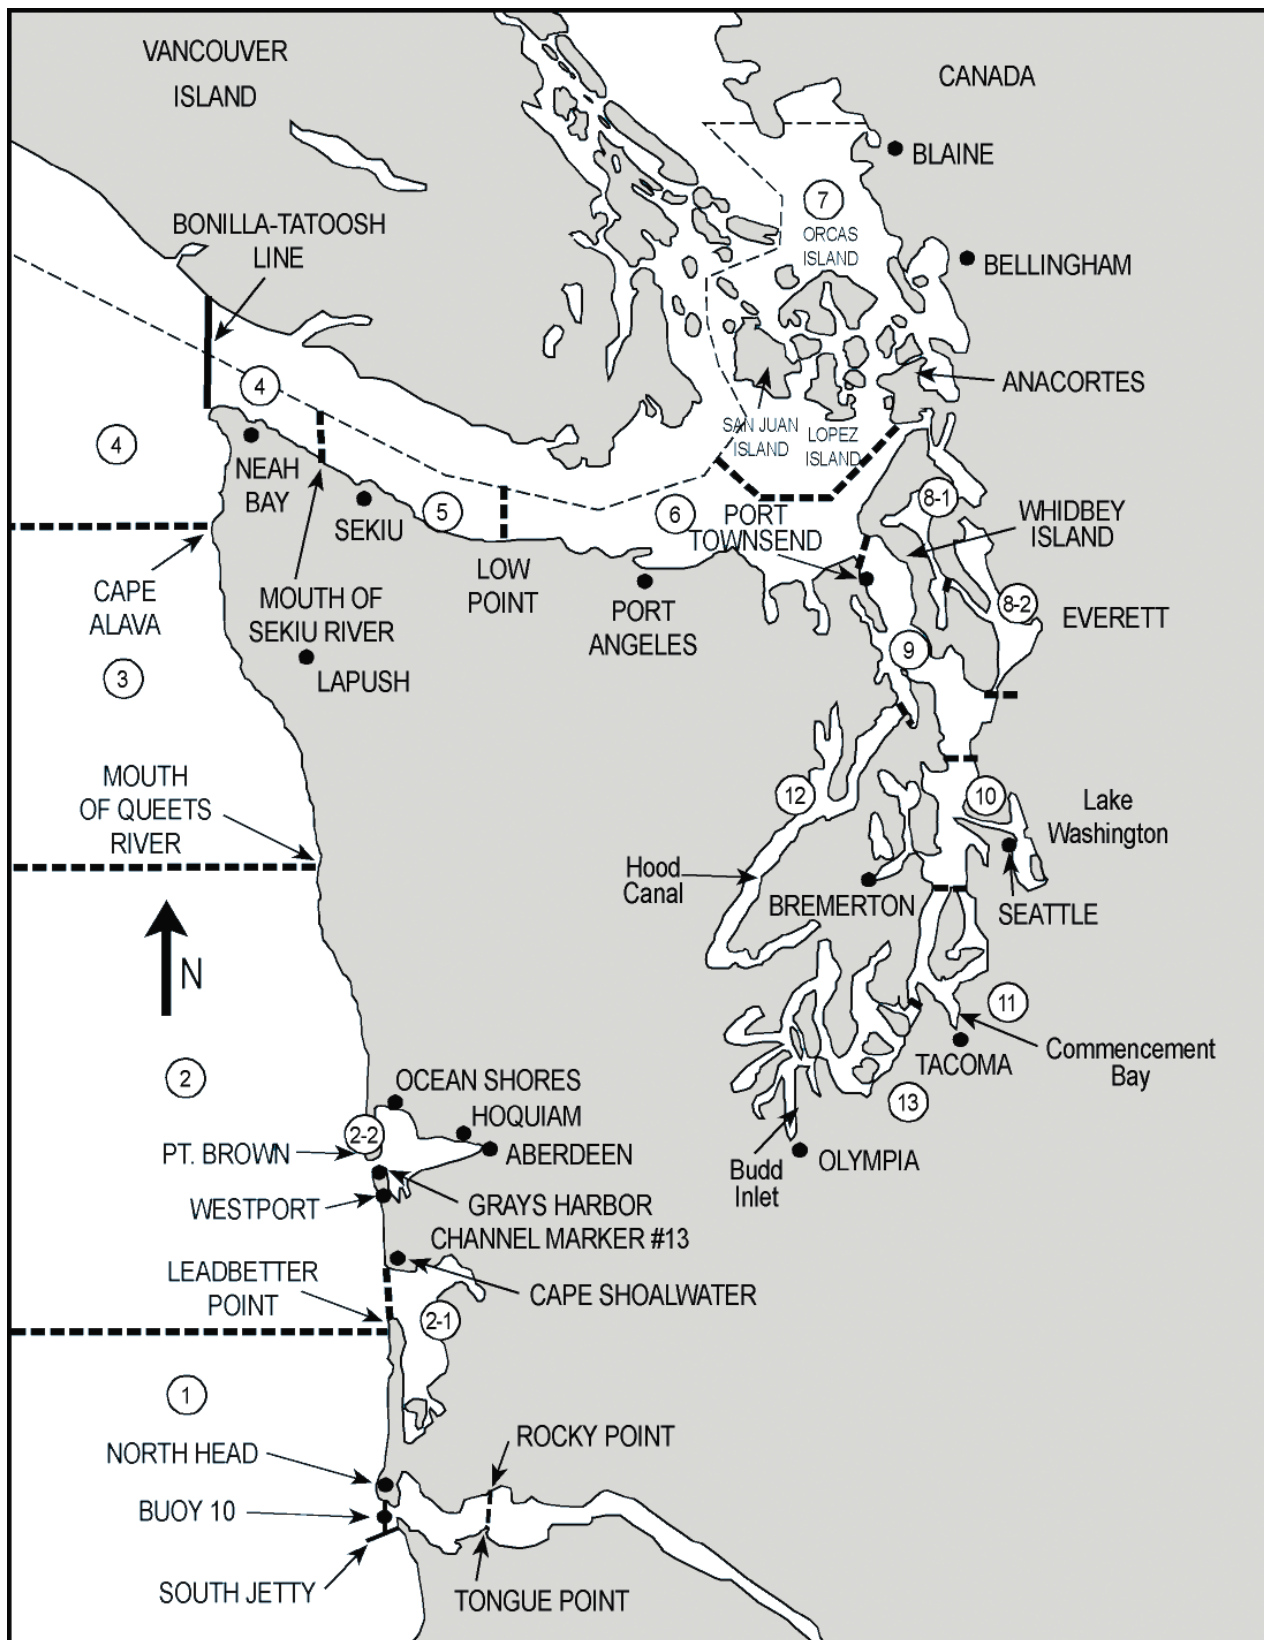 VANCOUVER
ISLAND
CANADA
BLAINE
7
ORCAS
ISLAND
BONILLA-TATOOSH
LINE
BELLINGHAM
4
ANACORTES
4
SAN JUAN
ISLAND
LOPEZ
ISLAND
NEAH
BAY
SEKIU
5
6
PORT
TOWNSEND
8-1
WHIDBEY
ISLAND
CAPE
ALAVA
MOUTH OF
SEKIU RIVER
LOW
POINT
PORT
ANGELES
8-2
EVERETT
9
3
LAPUSH
MOUTH
OF QUEETS
RIVER
12
10
Lake
Washington
Hood
Canal
BREMERTON
SEATTLE
N
11
TACOMA
Commencement
Bay
2
OCEAN SHORES
HOQUIAM
2-2
13
PT. BROWN
ABERDEEN
Budd
Inlet
OLYMPIA
WESTPORT
GRAYS HARBOR
CHANNEL MARKER #13
LEADBETTER
POINT
CAPE SHOALWATER
2-1
1
NORTH HEAD
ROCKY POINT
BUOY 10
SOUTH JETTY
TONGUE POINT